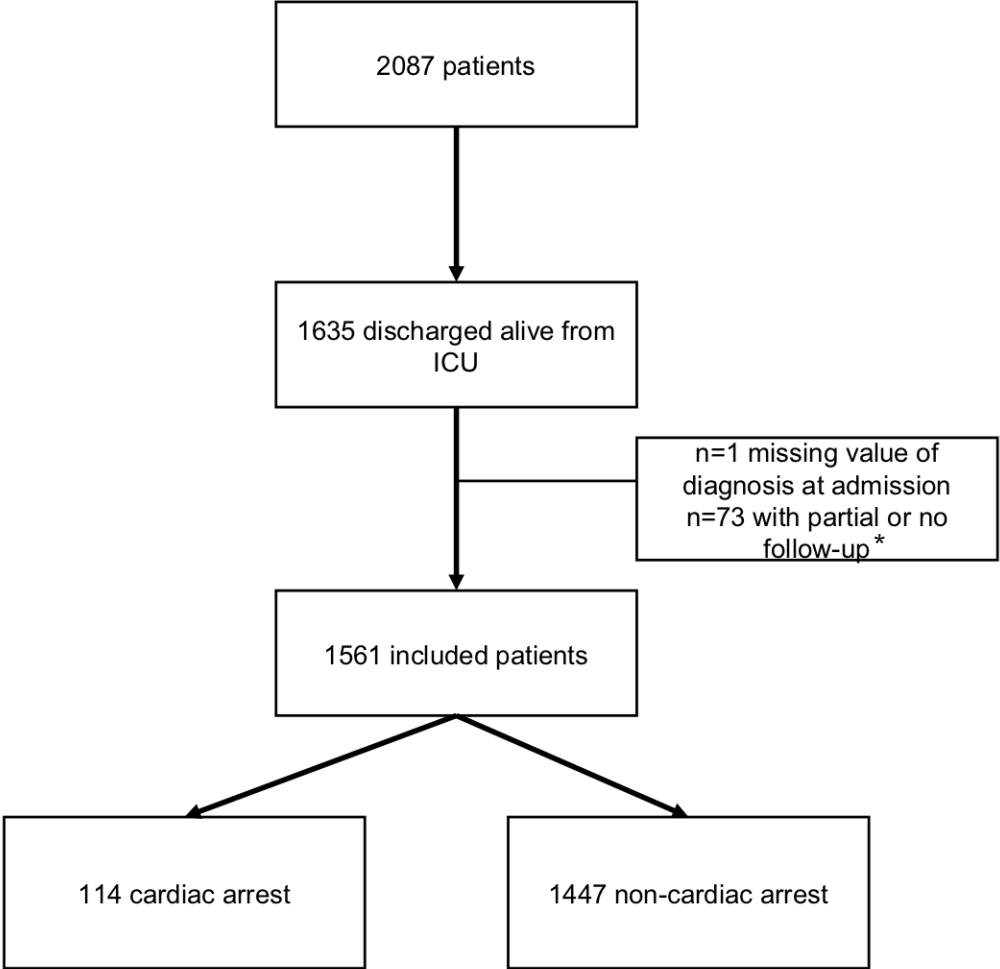 2087 patients
1635 discharged alive from
ICU
n=1 missing value of
diagnosis at admission
n=73 with partial or no
follow-up*
1561 included patients
114 cardiac arrest
1447 non-cardiac arrest